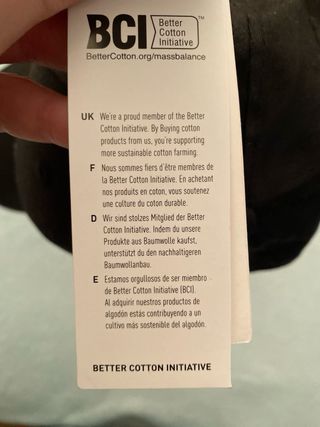 BCI Better
Cotton
Initiative ™
BetterCotton.org/massbalance
UK We're a proud member of the Better
Cotton Initiative. By Buying cotton
products from us, you're supporting
more sustainable cotton farming.
F Nous sommes fiers d'être membres de
la Better Cotton Initiative. En achetant
nos produits en coton, vous soutenez
une culture du coton durable.
D Wir sind stolzes Mitglied der Better
Cotton Initiative. Indem du unsere
Produkte aus Baumwolle kaufst,
unterstützt du den nachhaltigeren
Baumwollanbau.
E Estamos orgullosos de ser miembro
de Better Cotton Initiative (BCI).
Al adquirir nuestros productos de
algodón estás contribuyendo a un
cultivo más sostenible del algodón.
BETTER COTTON INITIATIVE